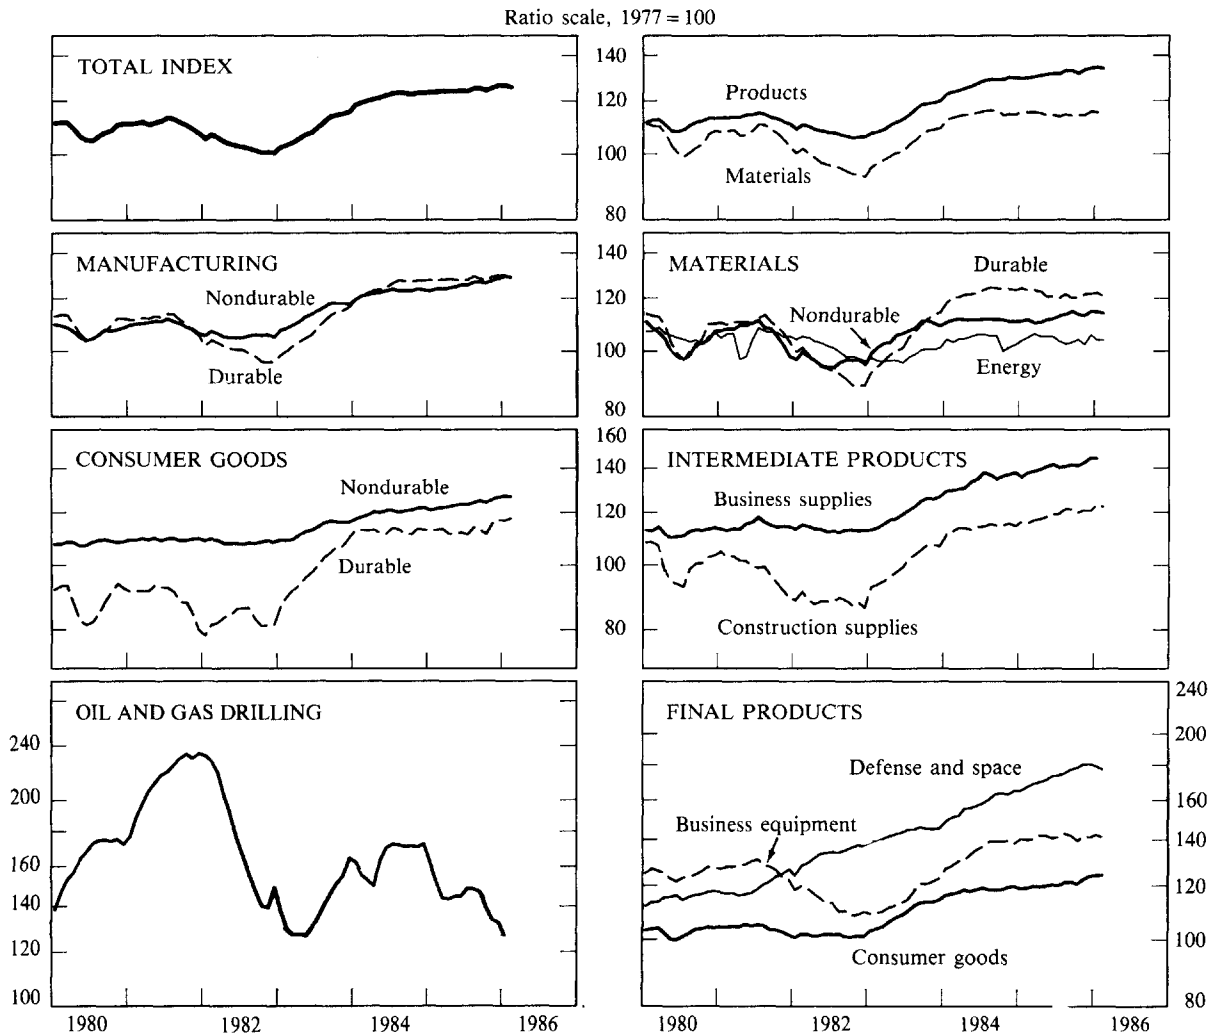 Ratio scale, 1977 = 100
TOTAL INDEX
140
120
100
80
Products
Materials
MANUFACTURING
Nondurable
Durable
140
120
100
80
MATERIALS
Durable
Nondurable
Energy
CONSUMER GOODS
Nondurable
Durable
160
140
120
100
80
INTERMEDIATE PRODUCTS
Business supplies
Construction supplies
OIL AND GAS DRILLING
240
200
160
140
120
100
FINAL PRODUCTS
Defense and space
Business equipment
Consumer goods
240
200
160
140
120
100
80
1980 1982 1984 1986
1980 1982 1984 1986